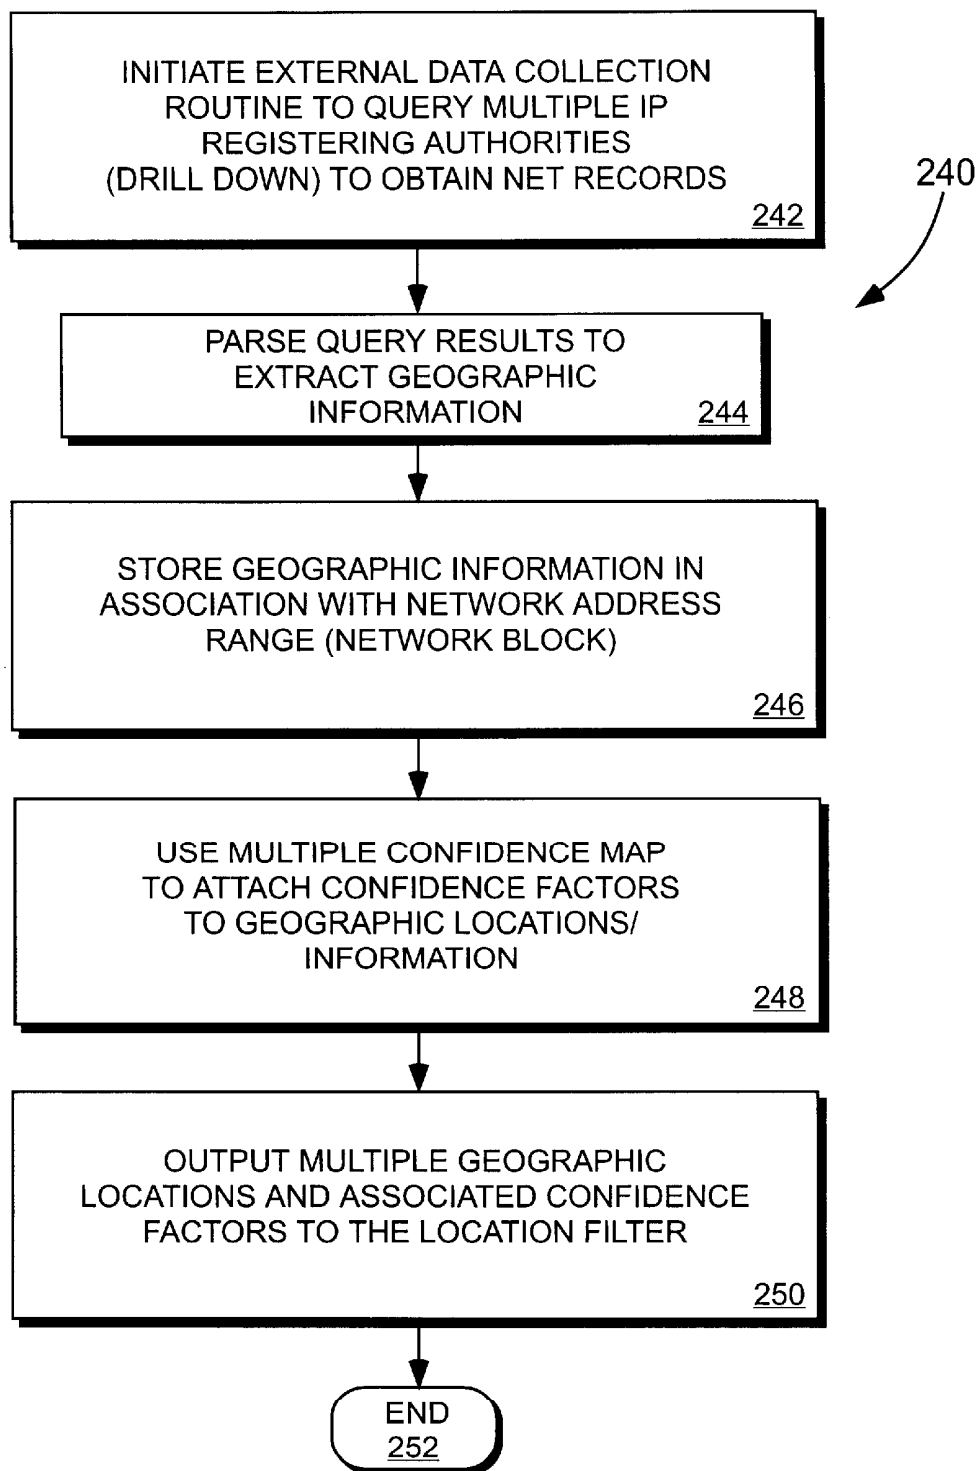 INITIATE EXTERNAL DATA COLLECTION
ROUTINE TO QUERY MULTIPLE IP
REGISTERING AUTHORITIES
(DRILL DOWN) TO OBTAIN NET RECORDS
242
240
PARSE QUERY RESULTS TO
EXTRACT GEOGRAPHIC
INFORMATION
244
STORE GEOGRAPHIC INFORMATION IN
ASSOCIATION WITH NETWORK ADDRESS
RANGE (NETWORK BLOCK)
246
USE MULTIPLE CONFIDENCE MAP
TO ATTACH CONFIDENCE FACTORS
TO GEOGRAPHIC LOCATIONS/
INFORMATION
248
OUTPUT MULTIPLE GEOGRAPHIC
LOCATIONS AND ASSOCIATED CONFIDENCE
FACTORS TO THE LOCATION FILTER
250
END
252